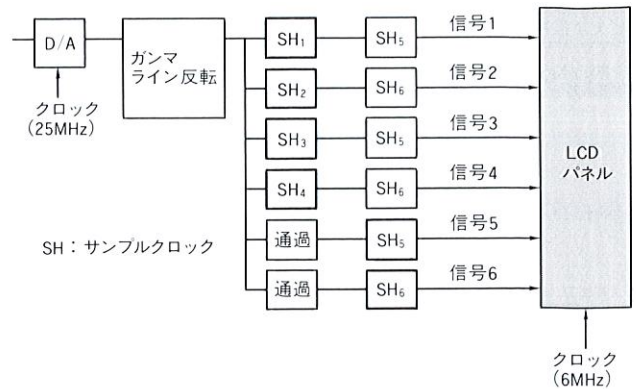 D/A
クロック
(25MHz)
ガンマ
ライン反転
SH₁
SH₅
信号1
SH₂
SH₆
信号2
SH₃
SH₅
信号3
SH₄
SH₆
信号4
通過
SH₅
信号5
通過
SH₆
信号6
SH：サンプルクロック
LCD
パネル
クロック
(6MHz)